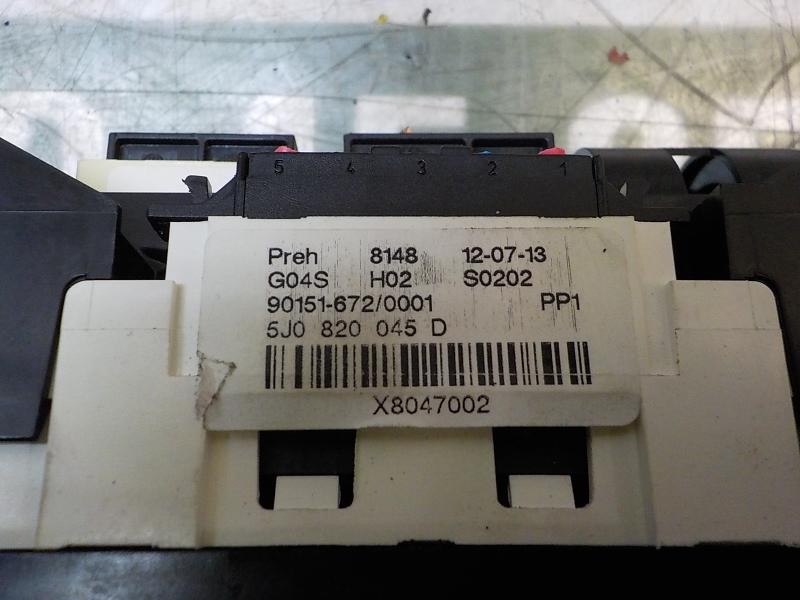 5 4 3 2 1
Preh 8148 12-07-13
G04S H02 S0202
90151-672/0001 PP1
5J0 820 045 D
X8047002